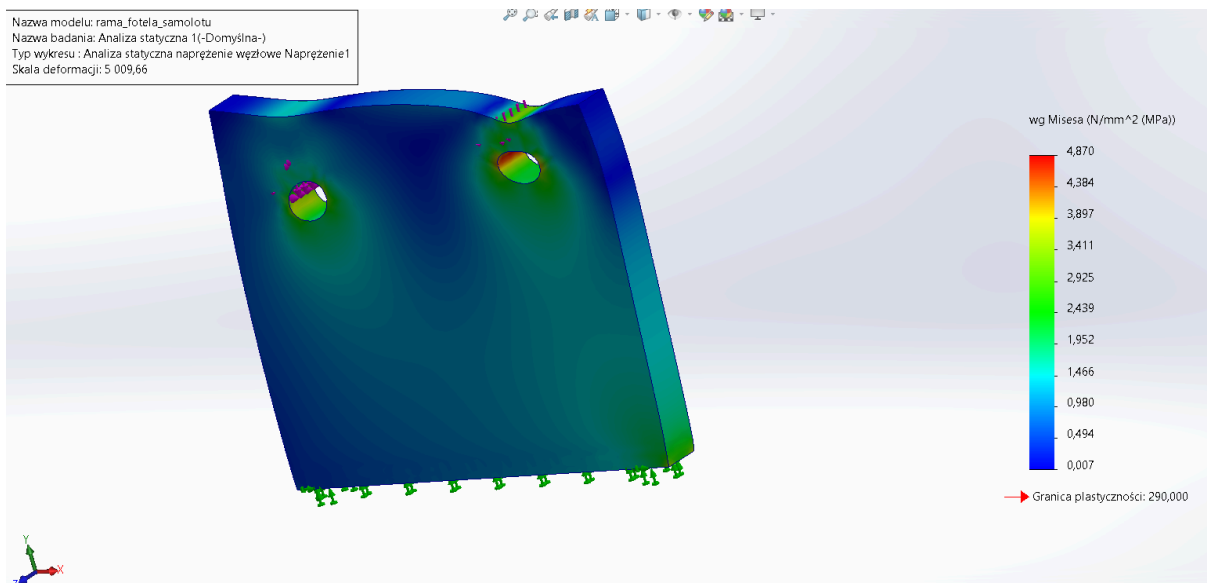 Nazwa modelu: rama_fotela_samolotu
Nazwa badania: Analiza statyczna 1(-Domyślna-)
Typ wykresu : Analiza statyczna naprężenie węzłowe Naprężenie1
Skala deformacji: 5 009,66
wg Misesa (N/mm^2 (MPa))
4,870
4,384
3,897
3,411
2,925
2,439
1,952
1,466
0,980
0,494
0,007
Granica plastyczności: 290,000
Y
X
Z